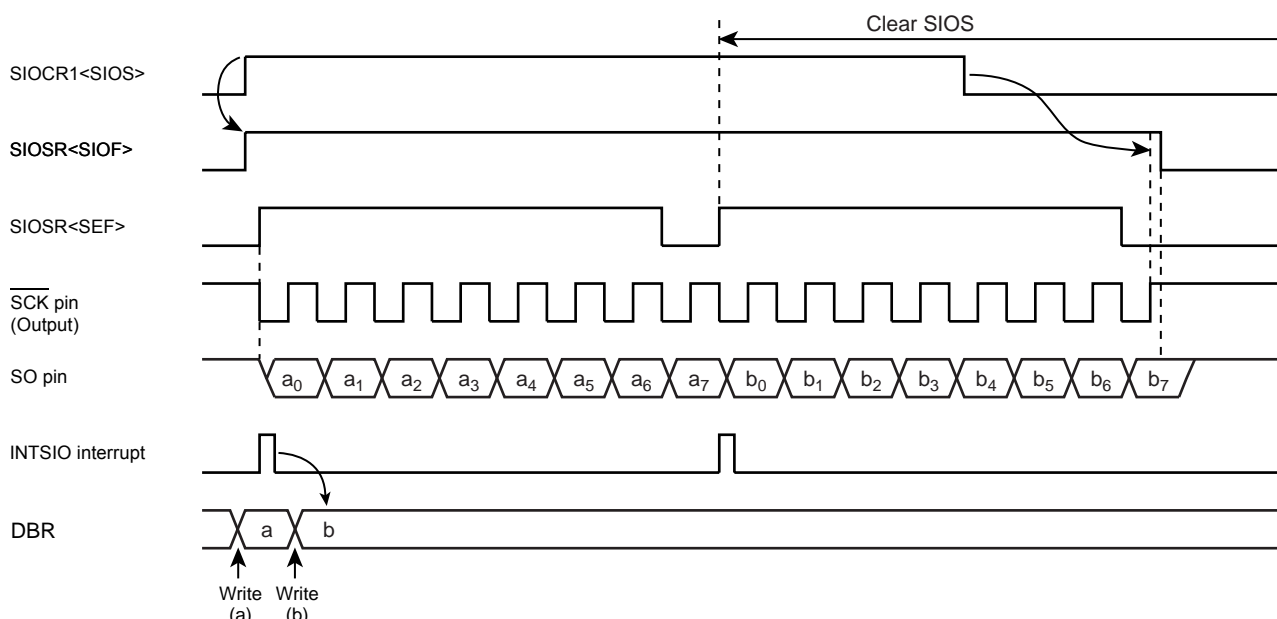 Clear SIOS
SIOCR1<SIOS>
SIOSR<SIOF>
SIOSR<SEF>
SCK pin
(Output)
SO pin
a0 a1 a2 a3 a4 a5 a6 a7 b0 b1 b2 b3 b4 b5 b6 b7
INTSIO interrupt
DBR
a b
Write Write
(a) (b)